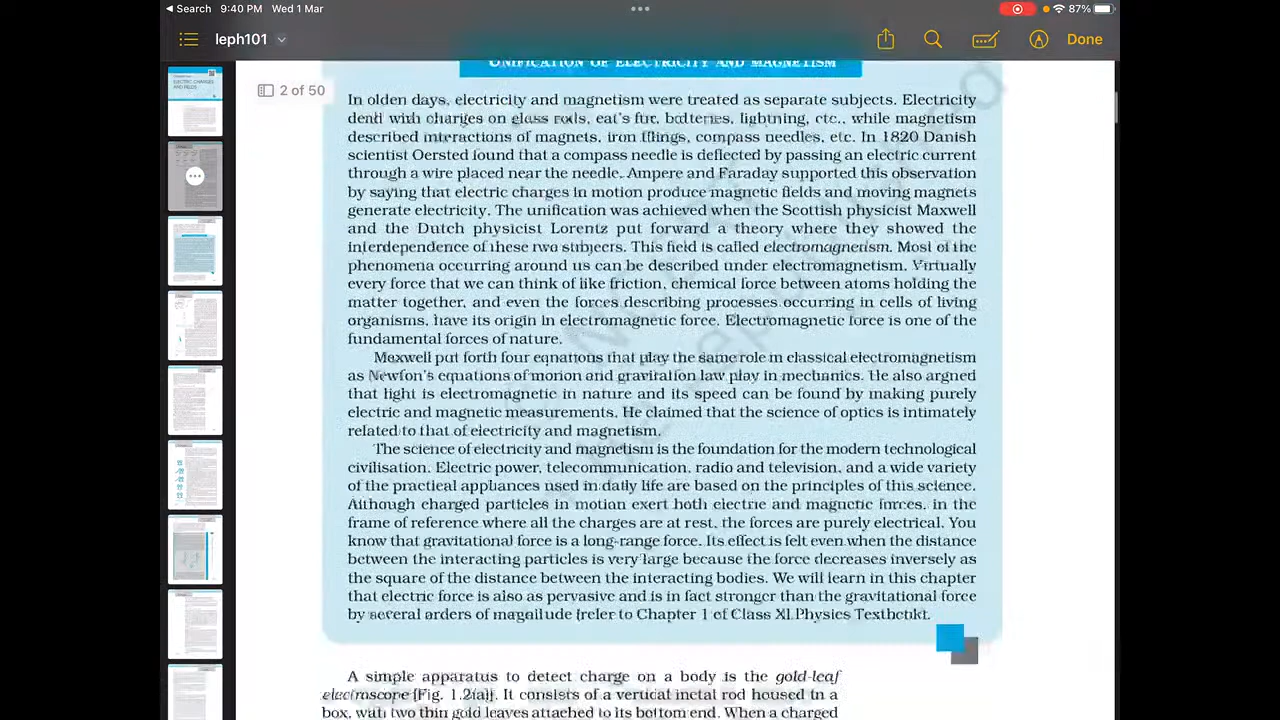 Search 9:40 PM Wed 1 Mar 87%
leph101 Done
2 of 50
ELECTRIC CHARGES
AND FIELDS
In olden days, electricity and magnetism were treated as separate subjects. Electricity
dealt with charges on glass rods, cat's fur, batteries, lightning, etc., while magnetism
described interactions of magnets, iron filings, compass needles, etc. In 1820 Danish
scientist Oersted found that a compass needle is deflected by passing an electric current
through a wire placed near the needle. Ampere and Faraday supported this observation
by saying that electric charges in motion produce magnetic fields and moving magnets
generate electricity. The unification was achieved when the Scottish physicist Maxwell
and the Dutch physicist Lorentz put forward a theory where they showed the
interdependence of these two subjects. This field is called electromagnetism. Most of the
phenomena occurring around us can be described under electromagnetism. Virtually every
force that we can think of like friction, chemical force between atoms holding the matter
together, and even the forces describing processes occurring in cells of living
organisms, have its origin in electromagnetic force. Electromagnetic force is one of the
fundamental forces of nature.
Maxwell put forth four equations that play the same role in classical electromagnetism
as Newton's equations of motion and gravitation law play in mechanics. He also argued
that light is electromagnetic in nature and its speed can be found by making purely
electric and magnetic measurements. He claimed that the science of optics is intimately
related to that of electricity and magnetism.
The science of electricity and magnetism is the foundation for the modern technological
civilisation. Electric power, telecommunication, radio and television, and a wide variety
of the practical appliances used in daily life are based on the principles of this science.
Although charged particles in motion exert both electric and magnetic forces, in the
frame of reference where all the charges are at rest, the forces are purely electrical. You
know that gravitational force is a long-range force. Its effect is felt even when the distance
between the interacting particles is very large because the force decreases inversely as
the square of the distance between the interacting bodies. We will learn in this chapter
that electric force is also as pervasive and is in fact stronger than the gravitational force
by several orders of magnitude (refer to Chapter 1 of Class XI Physics Textbook).
A simple apparatus to detect charge on a body is the gold-leaf
electroscope [Fig. 1.2(a)]. It consists of a vertical metal rod housed in a
box, with two thin gold leaves attached to its bottom end. When a charged